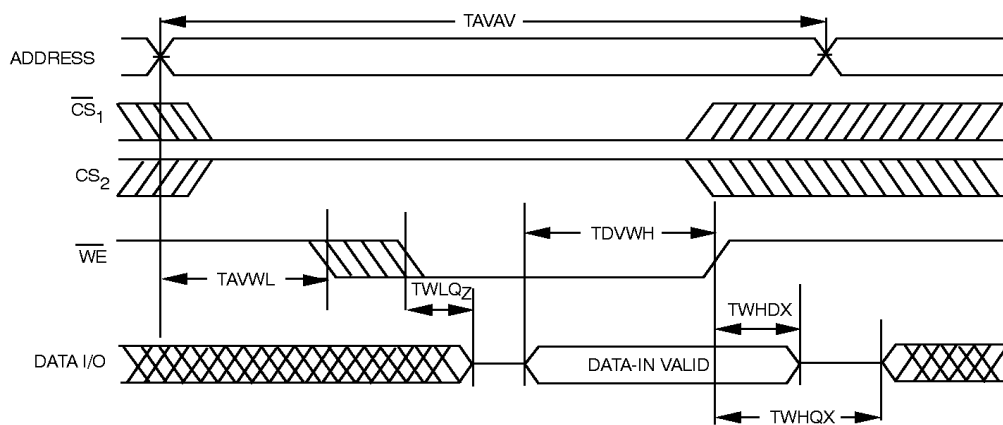 TAVAV
ADDRESS
CS1
CS2
TDVWH
WE
TAVWL
TWLQZ
TWHDX
DATA I/O
DATA-IN VALID
TWHQX